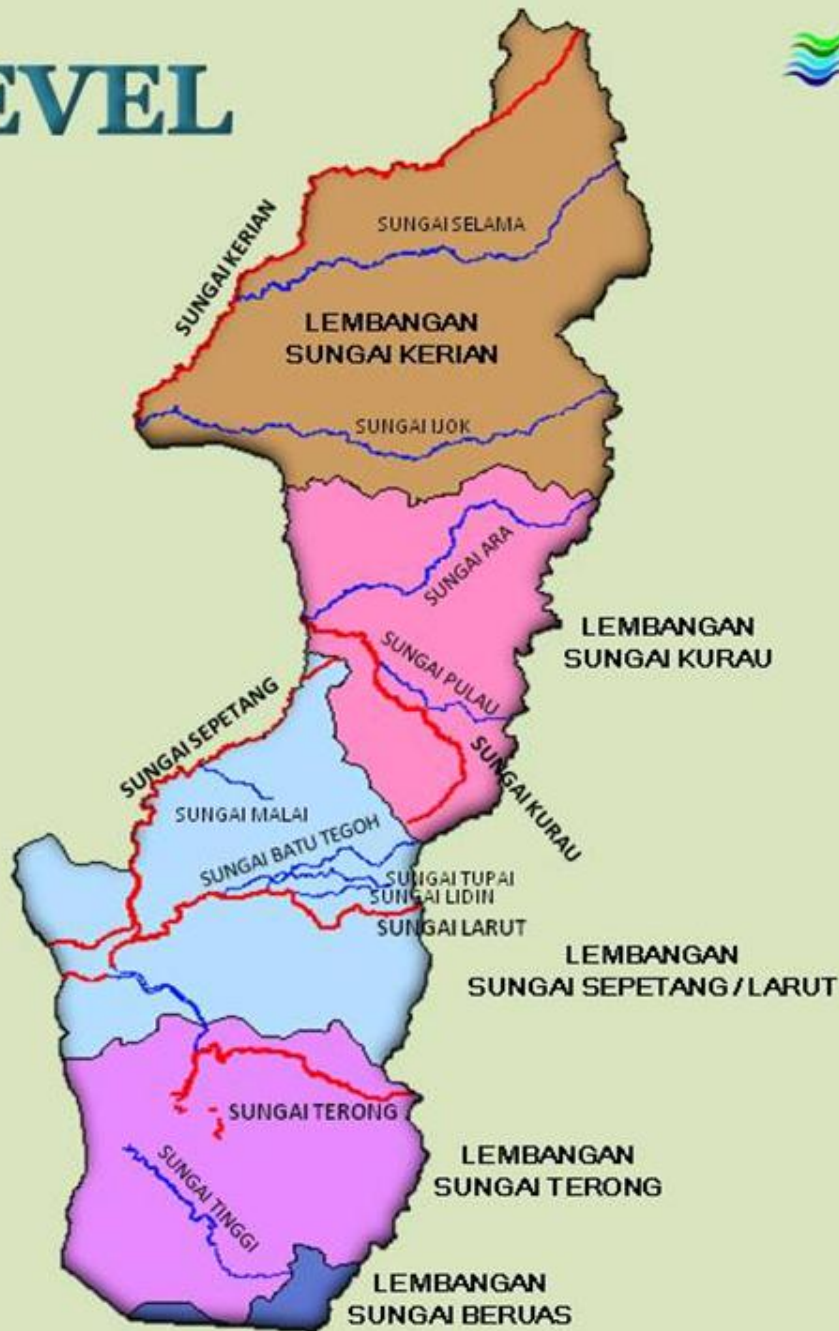 EVEL
SUNGAI KERIAN
SUNGAI SELAMA
LEMBANGAN
SUNGAI KERIAN
SUNGAI IJOK
SUNGAI ARA
LEMBANGAN
SUNGAI KURAU
SUNGAI PULAU
SUNGAI SEPETANG
SUNGAI KURAU
SUNGAI MALAI
SUNGAI BATU TEGOH
SUNGAI TUPAI
SUNGAI LIDIN
SUNGAI LARUT
LEMBANGAN
SUNGAI SEPETANG / LARUT
SUNGAI TERONG
LEMBANGAN
SUNGAI TERONG
SUNGAI TINGGI
LEMBANGAN
SUNGAI BERUAS